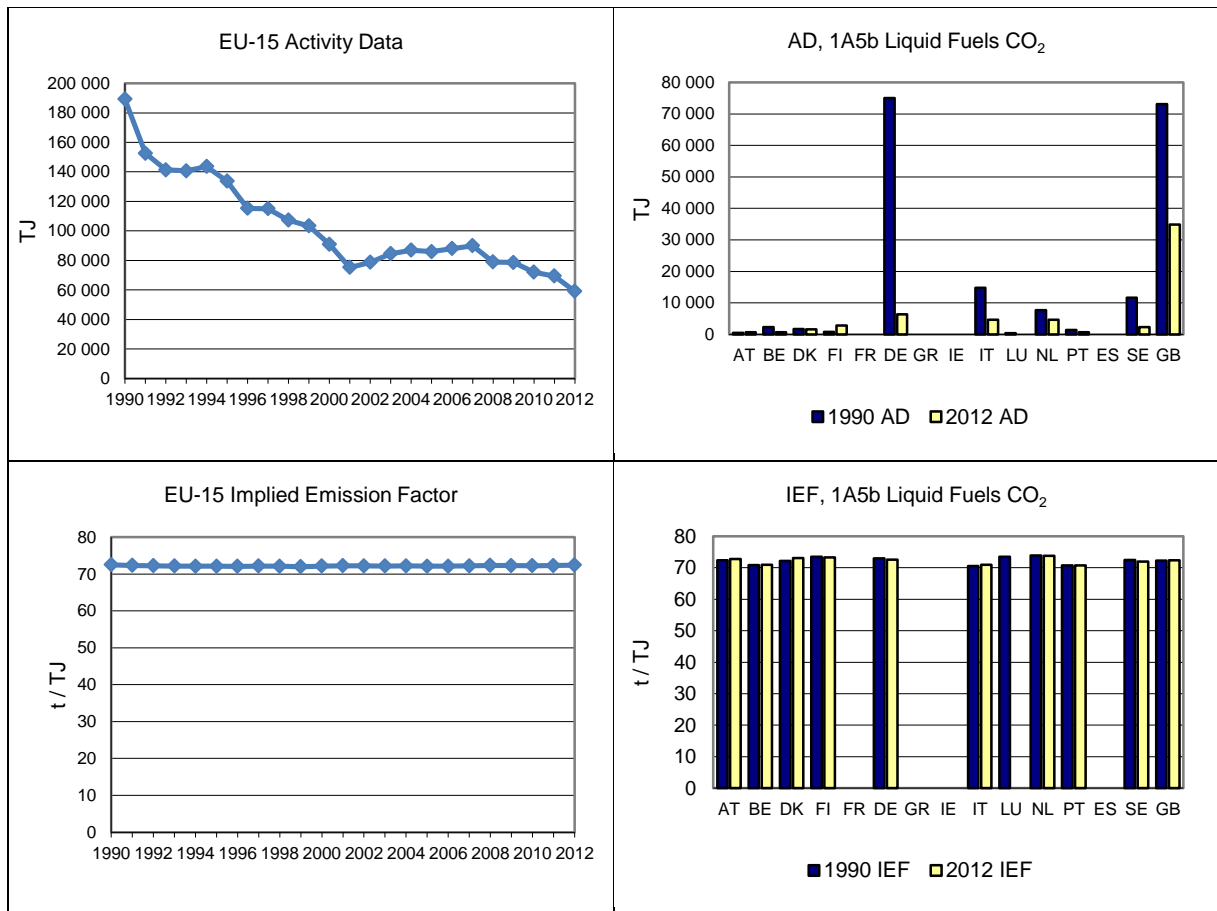 EU-15 Activity Data
TJ
200 000
180 000
160 000
140 000
120 000
100 000
80 000
60 000
40 000
20 000
0
1990 1992 1994 1996 1998 2000 2002 2004 2006 2008 2010 2012
AD, 1A5b Liquid Fuels CO₂
TJ
80 000
70 000
60 000
50 000
40 000
30 000
20 000
10 000
0
AT BE DK FI FR DE GR IE IT LU NL PT ES SE GB
1990 AD 2012 AD
EU-15 Implied Emission Factor
t / TJ
80
70
60
50
40
30
20
10
0
1990 1992 1994 1996 1998 2000 2002 2004 2006 2008 2010 2012
IEF, 1A5b Liquid Fuels CO₂
t / TJ
80
70
60
50
40
30
20
10
0
AT BE DK FI FR DE GR IE IT LU NL PT ES SE GB
1990 IEF 2012 IEF